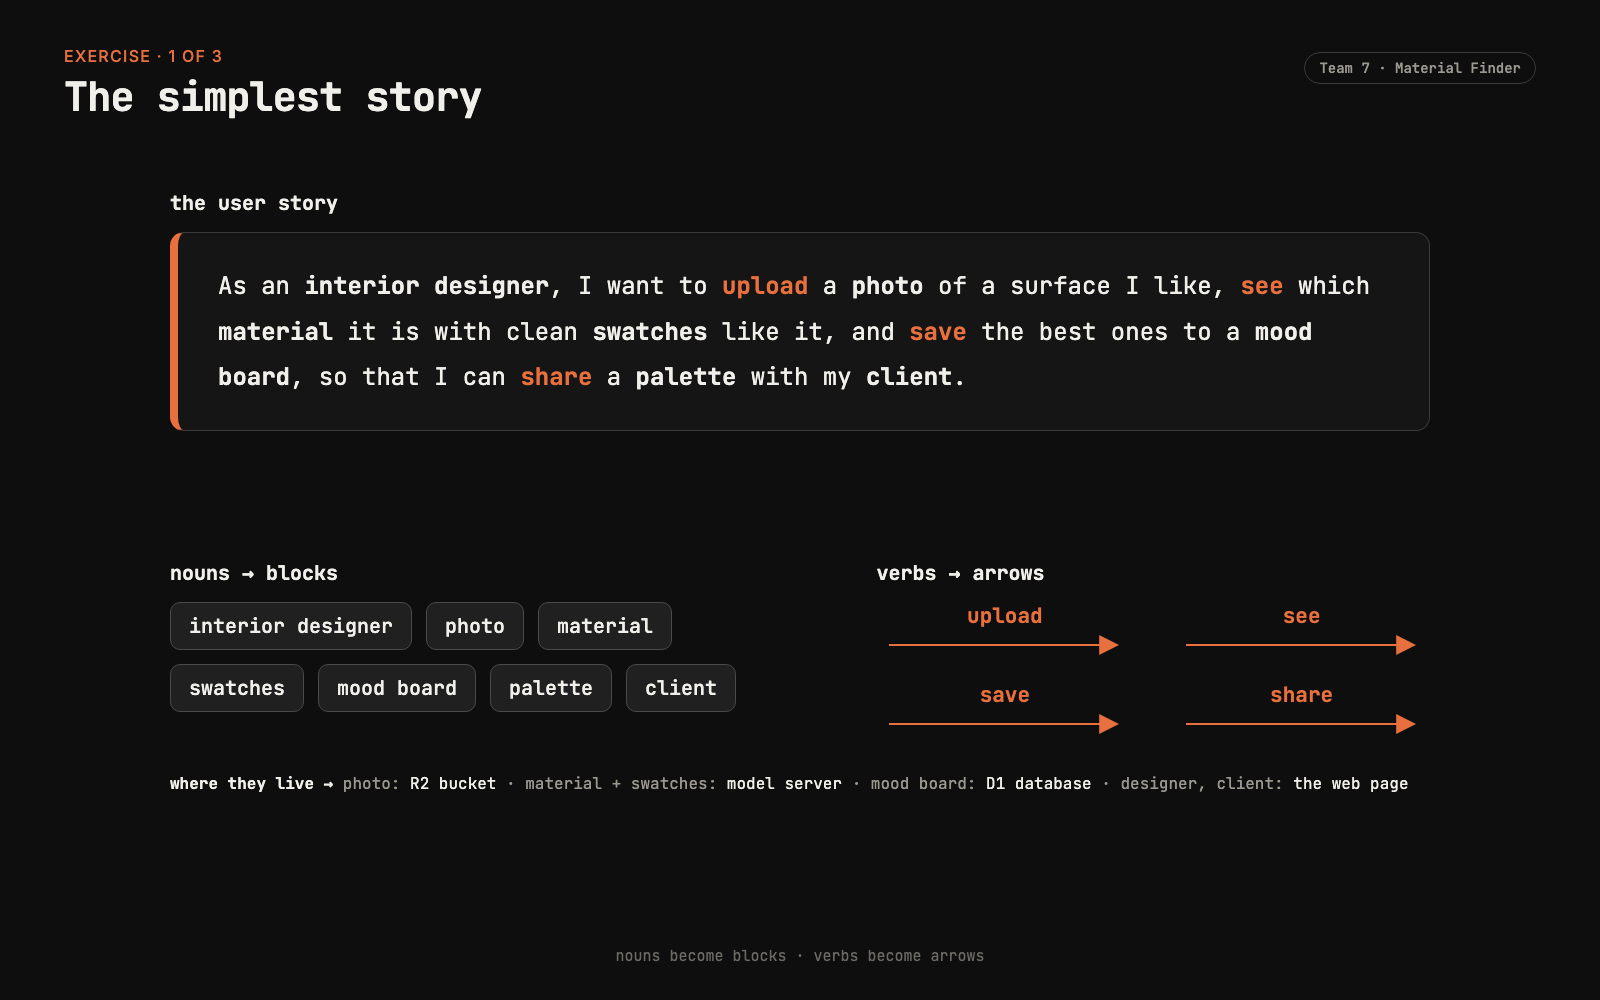 EXERCISE · 1 OF 3
The simplest story
Team 7 · Material Finder
the user story
As an interior designer, I want to upload a photo of a surface I like, see which
material it is with clean swatches like it, and save the best ones to a mood
board, so that I can share a palette with my client.
nouns → blocks
interior designer photo material
swatches mood board palette client
verbs → arrows
upload see
save share
where they live → photo: R2 bucket · material + swatches: model server · mood board: D1 database · designer, client: the web page
nouns become blocks · verbs become arrows